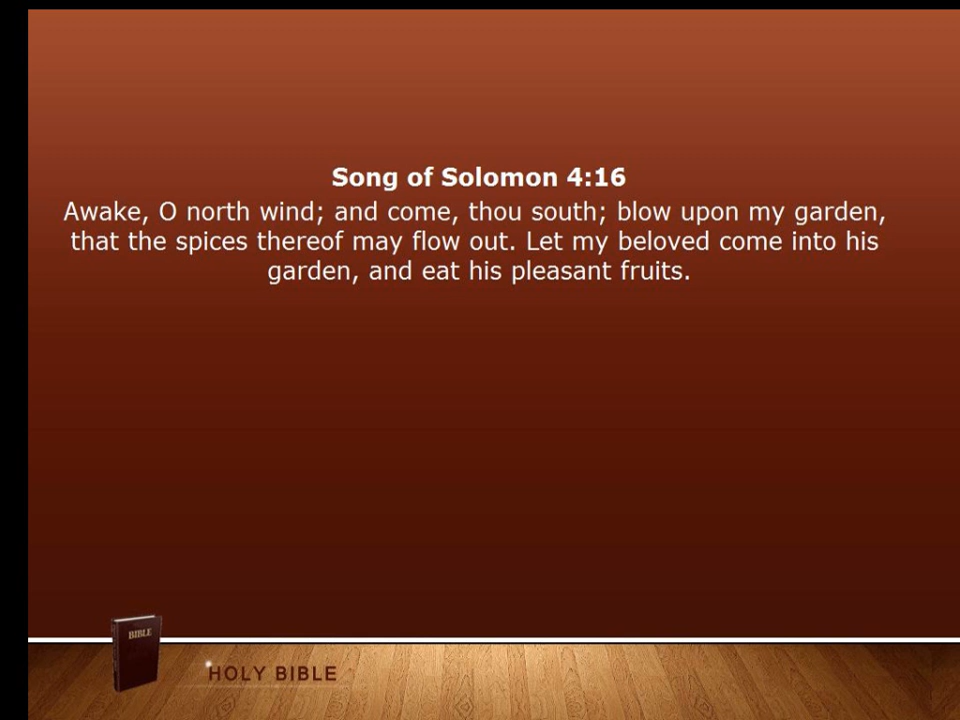 Song of Solomon 4:16
Awake, O north wind; and come, thou south; blow upon my garden,
that the spices thereof may flow out. Let my beloved come into his
garden, and eat his pleasant fruits.
BIBLE
HOLY BIBLE